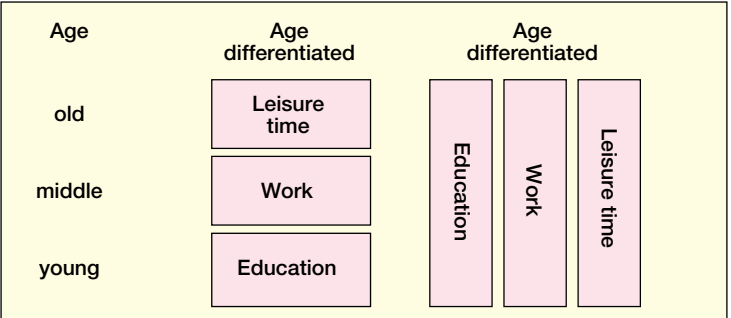 Age
Age
differentiated
Age
differentiated
old
Leisure
time
middle
Work
young
Education
Education
Work
Leisure time